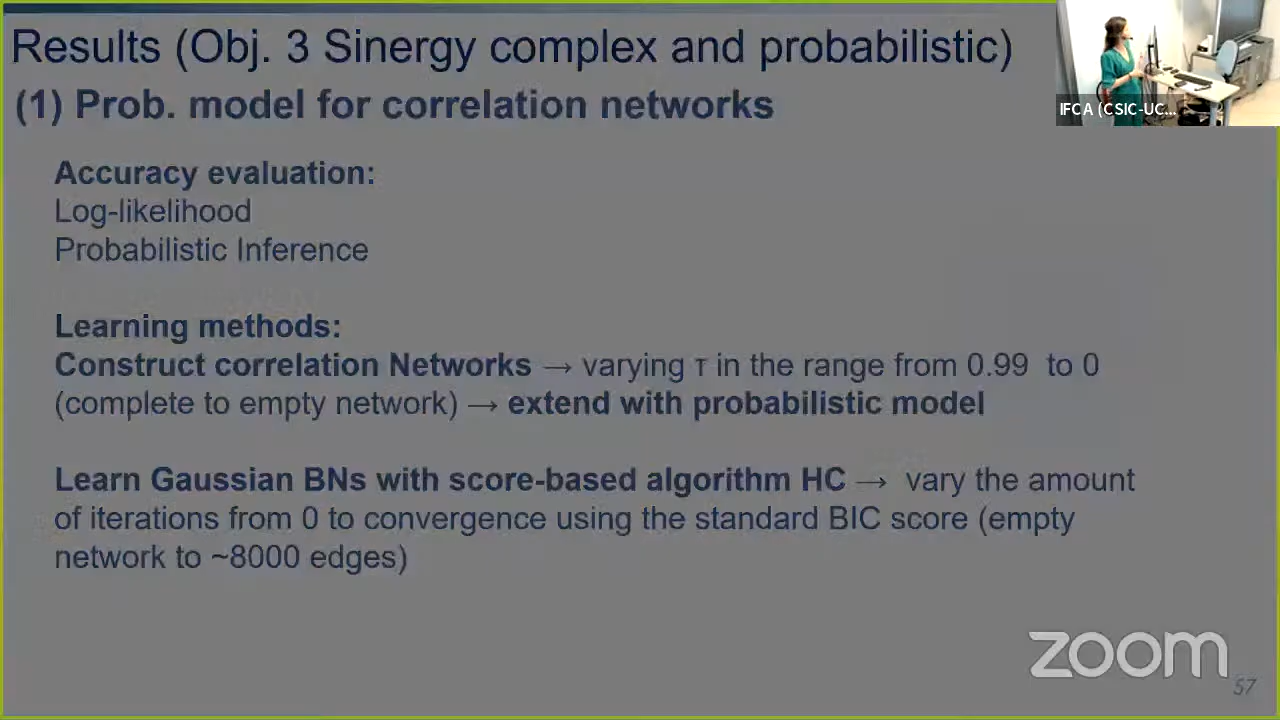 Results (Obj. 3 Sinergy complex and probabilistic)
(1) Prob. model for correlation networks
IFCA (CSIC-UC...
Accuracy evaluation:
Log-likelihood
Probabilistic Inference
Learning methods:
Construct correlation Networks → varying τ in the range from 0.99 to 0
(complete to empty network) → extend with probabilistic model
Learn Gaussian BNs with score-based algorithm HC → vary the amount
of iterations from 0 to convergence using the standard BIC score (empty
network to ~8000 edges)
zoom
57